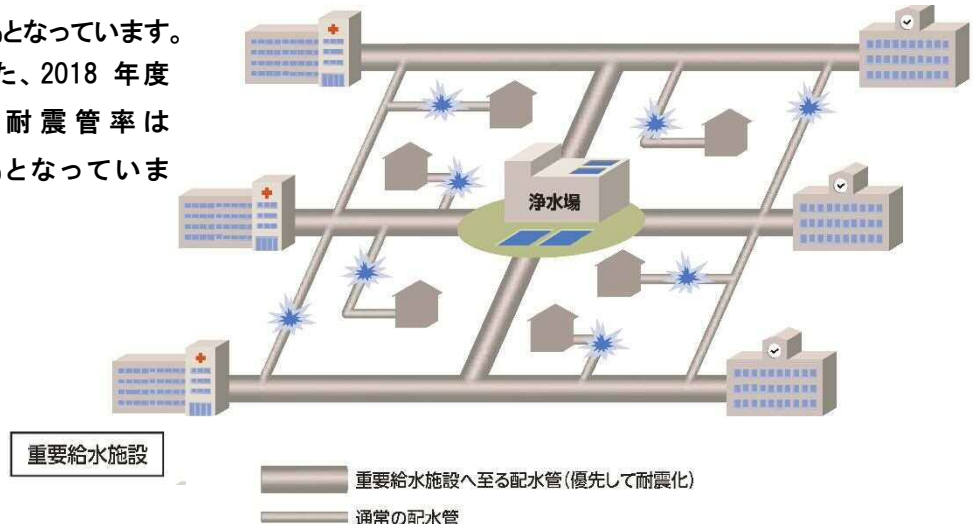 となっています。
た、2018 年度
耐震管率は
となっていま
浄水場
重要給水施設
重要給水施設へ至る配水管(優先して耐震化)
通常の配水管